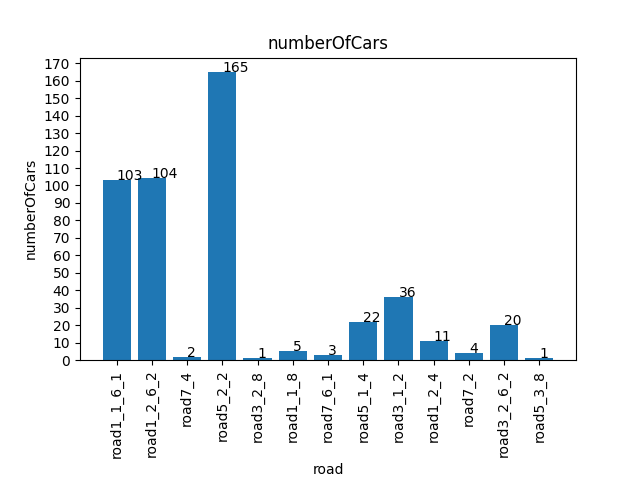 numberOfCars
numberOfCars
170
160
150
140
130
120
110
100
90
80
70
60
50
40
30
20
10
0
103
104
2
165
1
5
3
22
36
11
4
20
1
road1_1_6_1
road1_2_6_2
road7_4
road5_2_2
road3_2_8
road1_1_8
road7_6_1
road5_1_4
road3_1_2
road1_2_4
road7_2
road3_2_6_2
road5_3_8
road